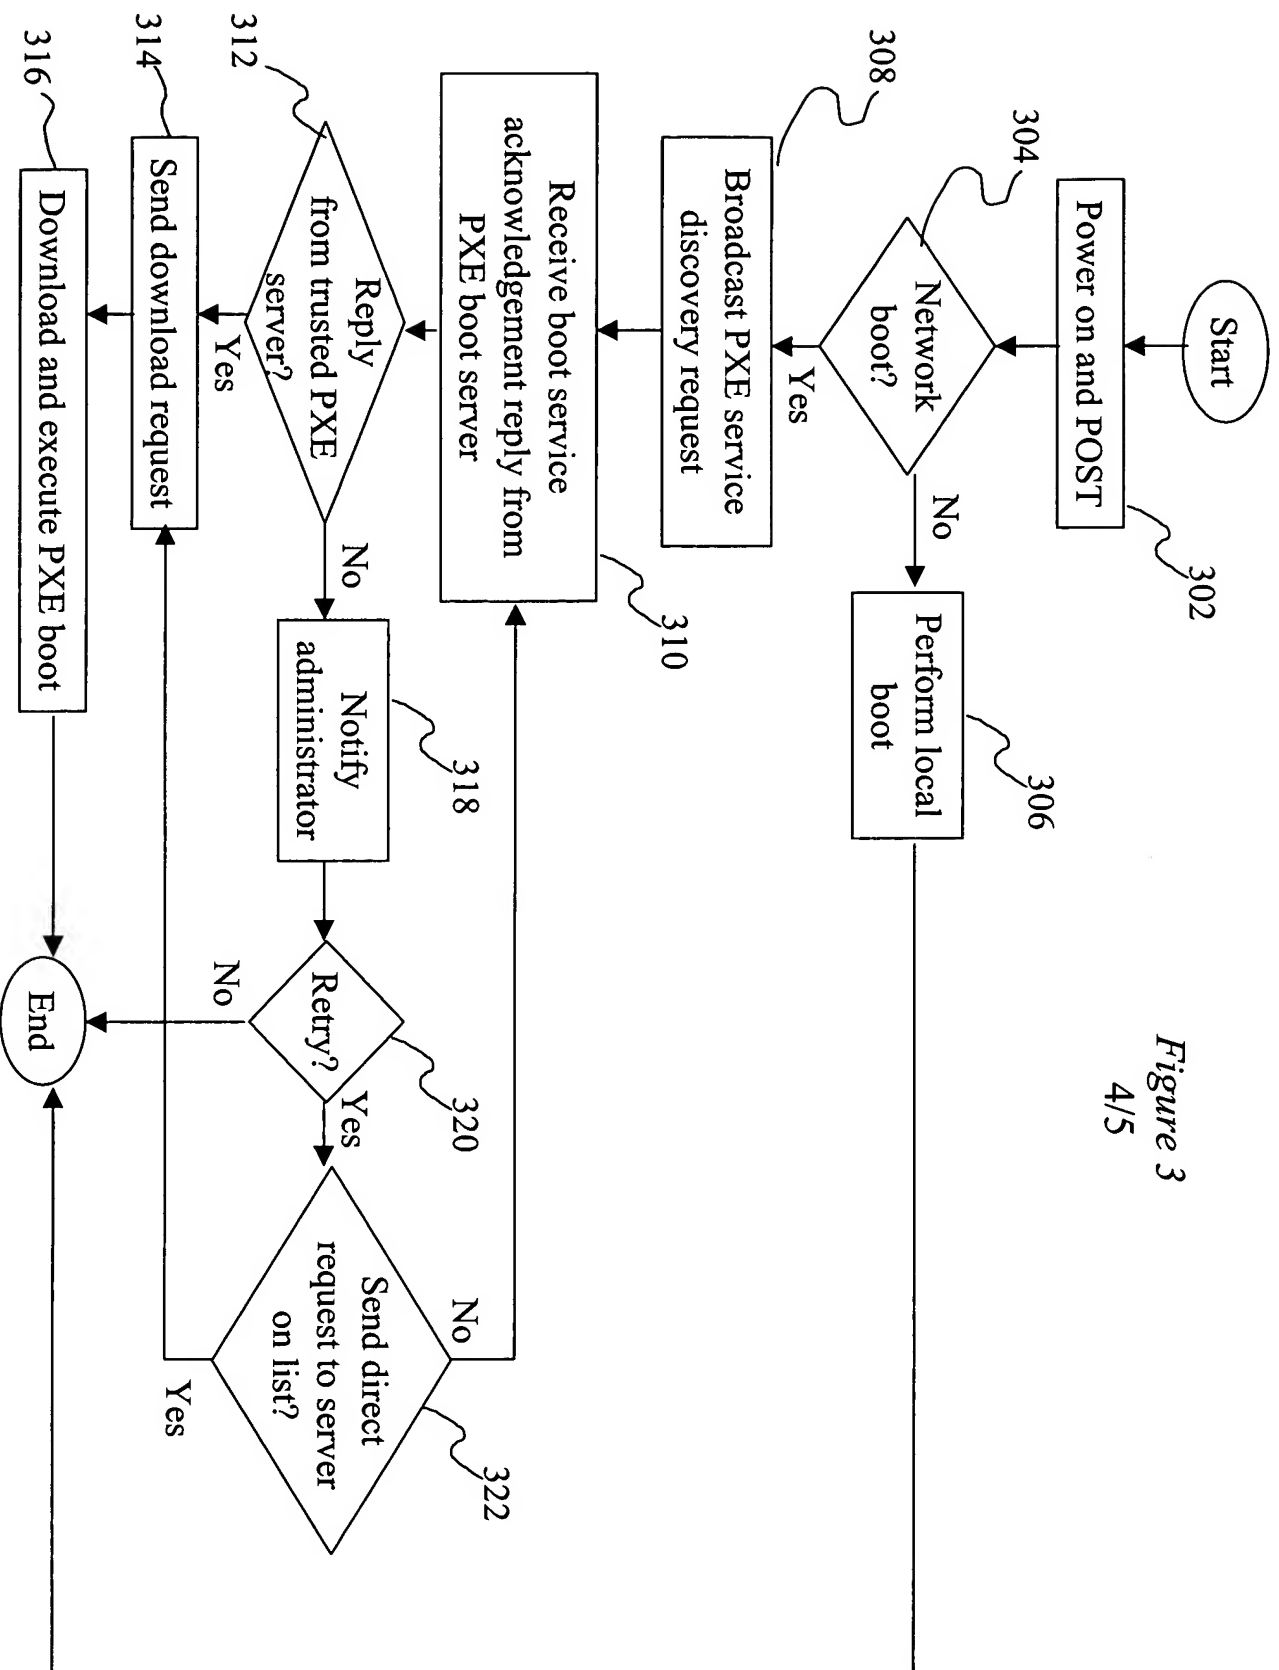 Start
Power on and POST
302
304
Network
boot?
No
Yes
Perform local
boot
306
308
Broadcast PXE service
discovery request
Receive boot service
acknowledgement reply from
PXE boot server
310
312
Reply
from trusted PXE
server?
No
Yes
Notify
administrator
318
Retry?
320
Yes
No
Send direct
request to server
on list?
322
No
Yes
314
Send download request
316
Download and execute PXE boot
End
Figure 3
4/5